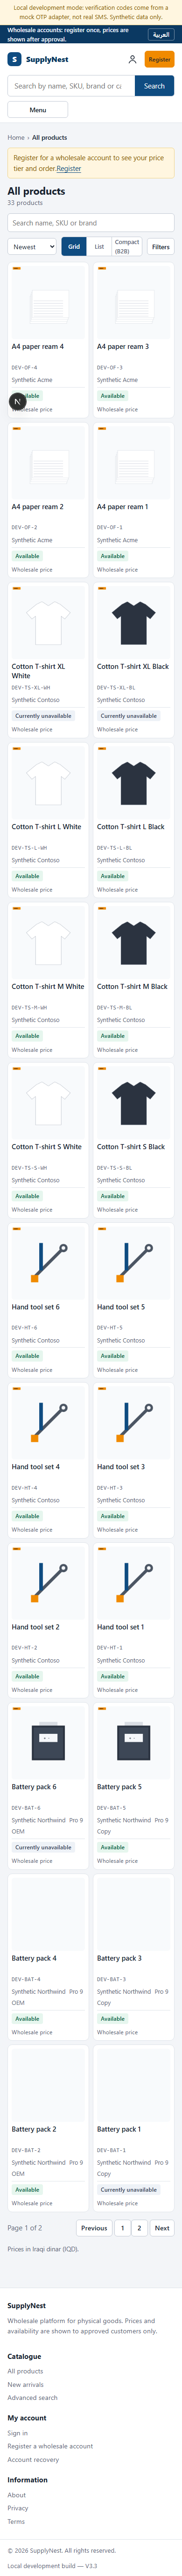 Local development mode: verification codes come from a
mock OTP adapter, not real SMS. Synthetic data only.
Wholesale accounts: register once, prices are
shown after approval.
العربية
S
SupplyNest
Register
Search by name, SKU, brand or ca
Search
Menu
Home › All products
Register for a wholesale account to see your price
tier and order.Register
All products
33 products
Search name, SKU or brand
Newest
Grid
List
Compact
(B2B)
Filters
A4 paper ream 4
DEV-OF-4
Synthetic Acme
Wholesale price
A4 paper ream 3
DEV-OF-3
Synthetic Acme
Available
Wholesale price
N
A4 paper ream 2
DEV-OF-2
Synthetic Acme
Available
Wholesale price
A4 paper ream 1
DEV-OF-1
Synthetic Acme
Available
Wholesale price
Cotton T-shirt XL
White
DEV-TS-XL-WH
Synthetic Contoso
Currently unavailable
Wholesale price
Cotton T-shirt XL Black
DEV-TS-XL-BL
Synthetic Contoso
Currently unavailable
Wholesale price
Cotton T-shirt L White
DEV-TS-L-WH
Synthetic Contoso
Available
Wholesale price
Cotton T-shirt L Black
DEV-TS-L-BL
Synthetic Contoso
Available
Wholesale price
Cotton T-shirt M White
DEV-TS-M-WH
Synthetic Contoso
Available
Wholesale price
Cotton T-shirt M Black
DEV-TS-M-BL
Synthetic Contoso
Available
Wholesale price
Cotton T-shirt S White
DEV-TS-S-WH
Synthetic Contoso
Available
Wholesale price
Cotton T-shirt S Black
DEV-TS-S-BL
Synthetic Contoso
Available
Wholesale price
Hand tool set 6
DEV-HT-6
Synthetic Contoso
Available
Wholesale price
Hand tool set 5
DEV-HT-5
Synthetic Contoso
Available
Wholesale price
Hand tool set 4
DEV-HT-4
Synthetic Contoso
Available
Wholesale price
Hand tool set 3
DEV-HT-3
Synthetic Contoso
Available
Wholesale price
Hand tool set 2
DEV-HT-2
Synthetic Contoso
Available
Wholesale price
Hand tool set 1
DEV-HT-1
Synthetic Contoso
Available
Wholesale price
Battery pack 6
DEV-BAT-6
Synthetic Northwind Pro 9
OEM
Currently unavailable
Wholesale price
Battery pack 5
DEV-BAT-5
Synthetic Northwind Pro 9
Copy
Available
Wholesale price
Battery pack 4
DEV-BAT-4
Synthetic Northwind Pro 9
OEM
Available
Wholesale price
Battery pack 3
DEV-BAT-3
Synthetic Northwind Pro 9
Copy
Available
Wholesale price
Battery pack 2
DEV-BAT-2
Synthetic Northwind Pro 9
OEM
Available
Wholesale price
Battery pack 1
DEV-BAT-1
Synthetic Northwind Pro 9
Copy
Currently unavailable
Wholesale price
Page 1 of 2
Previous
1
2
Next
Prices in Iraqi dinar (IQD).
SupplyNest
Wholesale platform for physical goods. Prices and
availability are shown to approved customers only.
Catalogue
All products
New arrivals
Advanced search
My account
Sign in
Register a wholesale account
Account recovery
Information
About
Privacy
Terms
© 2026 SupplyNest. All rights reserved.
Local development build — V3.3